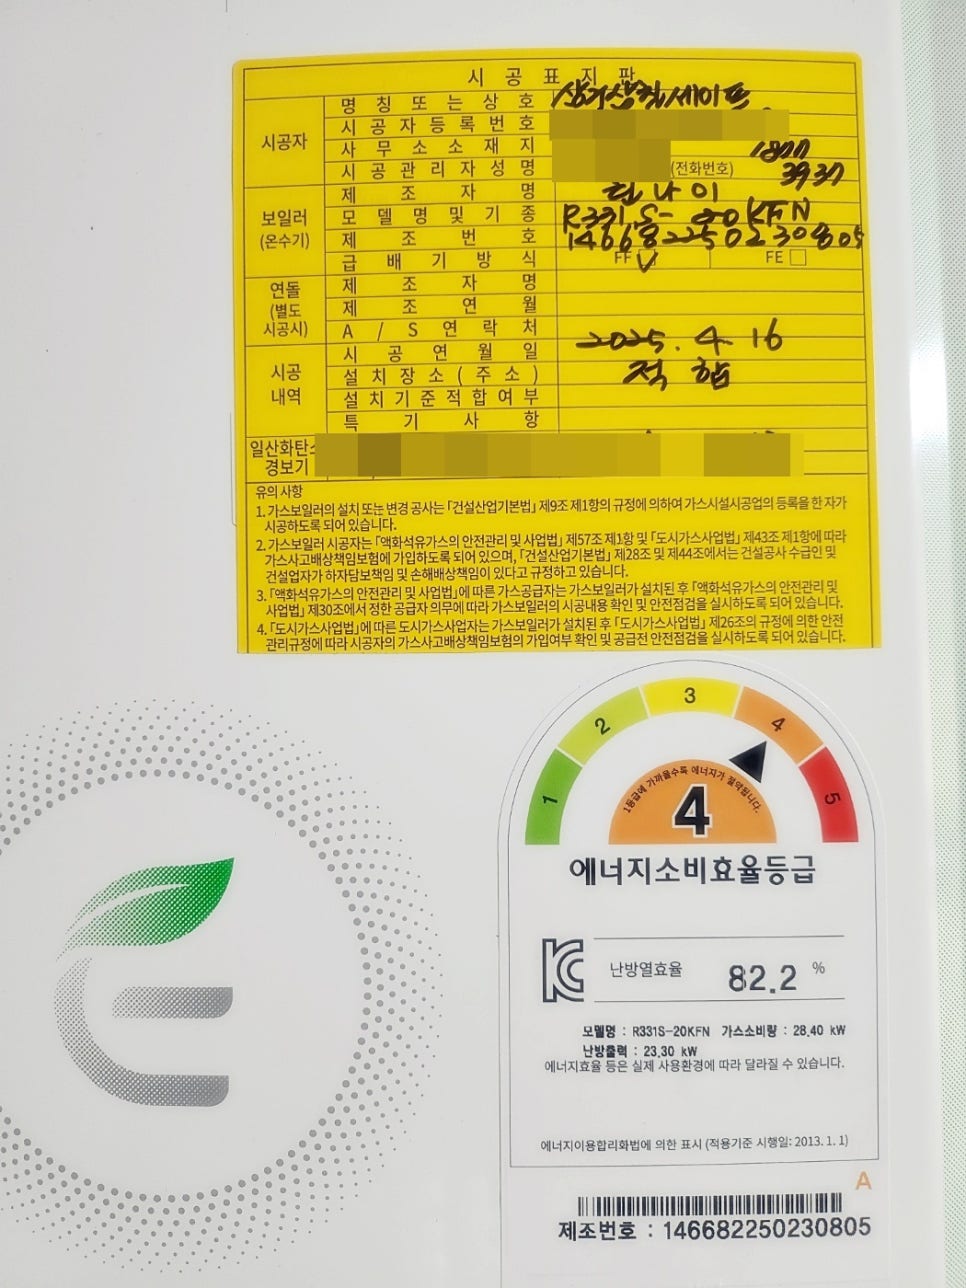 시공표지판
시공자
명칭또는상호 삼거상컴세이프
시공자등록번호
사무소소재지 1877
시공관리자성명 (전화번호) 3937
보일러
(온수기)
제조자명 린나이
모델명및기종 R331S-20KFN
제조번호 146682250230805
급배기방식 FF V FE □
연돌
(별도
시공시)
제조자명
제조연월
A/S연락처
시공
내역
시공연월일 2025.4.16
설치장소(주소) 적합
설치기준적합여부
특기사항
일산화탄소
경보기
유의 사항
1. 가스보일러의 설치 또는 변경 공사는 「건설산업기본법」 제9조 제1항의 규정에 의하여 가스시설시공업의 등록을 한 자가
시공하도록 되어 있습니다.
2. 가스보일러 시공자는 「액화석유가스의 안전관리 및 사업법」 제57조 제1항 및 「도시가스사업법」 제43조 제1항에 따라
가스사고배상책임보험에 가입하도록 되어 있으며, 「건설산업기본법」 제28조 및 제44조에서는 건설공사 수급인 및
건설업자가 하자담보책임 및 손해배상책임이 있다고 규정하고 있습니다.
3. 「액화석유가스의 안전관리 및 사업법」에 따른 가스공급자는 가스보일러가 설치된 후 「액화석유가스의 안전관리 및
사업법」 제30조에서 정한 공급자 의무에 따라 가스보일러의 시공내용 확인 및 안전점검을 실시하도록 되어 있습니다.
4. 「도시가스사업법」에 따른 도시가스사업자는 가스보일러가 설치된 후 「도시가스사업법」 제26조의 규정에 의한 안전
관리규정에 따라 시공자의 가스사고배상책임보험의 가입여부 확인 및 공급전 안전점검을 실시하도록 되어 있습니다.
1 2 3 4 5
1등급에 가까울수록 에너지가 절약됩니다.
4
에너지소비효율등급
난방열효율 82.2 %
모델명 : R331S-20KFN 가스소비량 : 28.40 kW
난방출력 : 23.30 kW
에너지효율 등은 실제 사용환경에 따라 달라질 수 있습니다.
에너지이용합리화법에 의한 표시 (적용기준 시행일: 2013. 1. 1)
A
제조번호 : 146682250230805